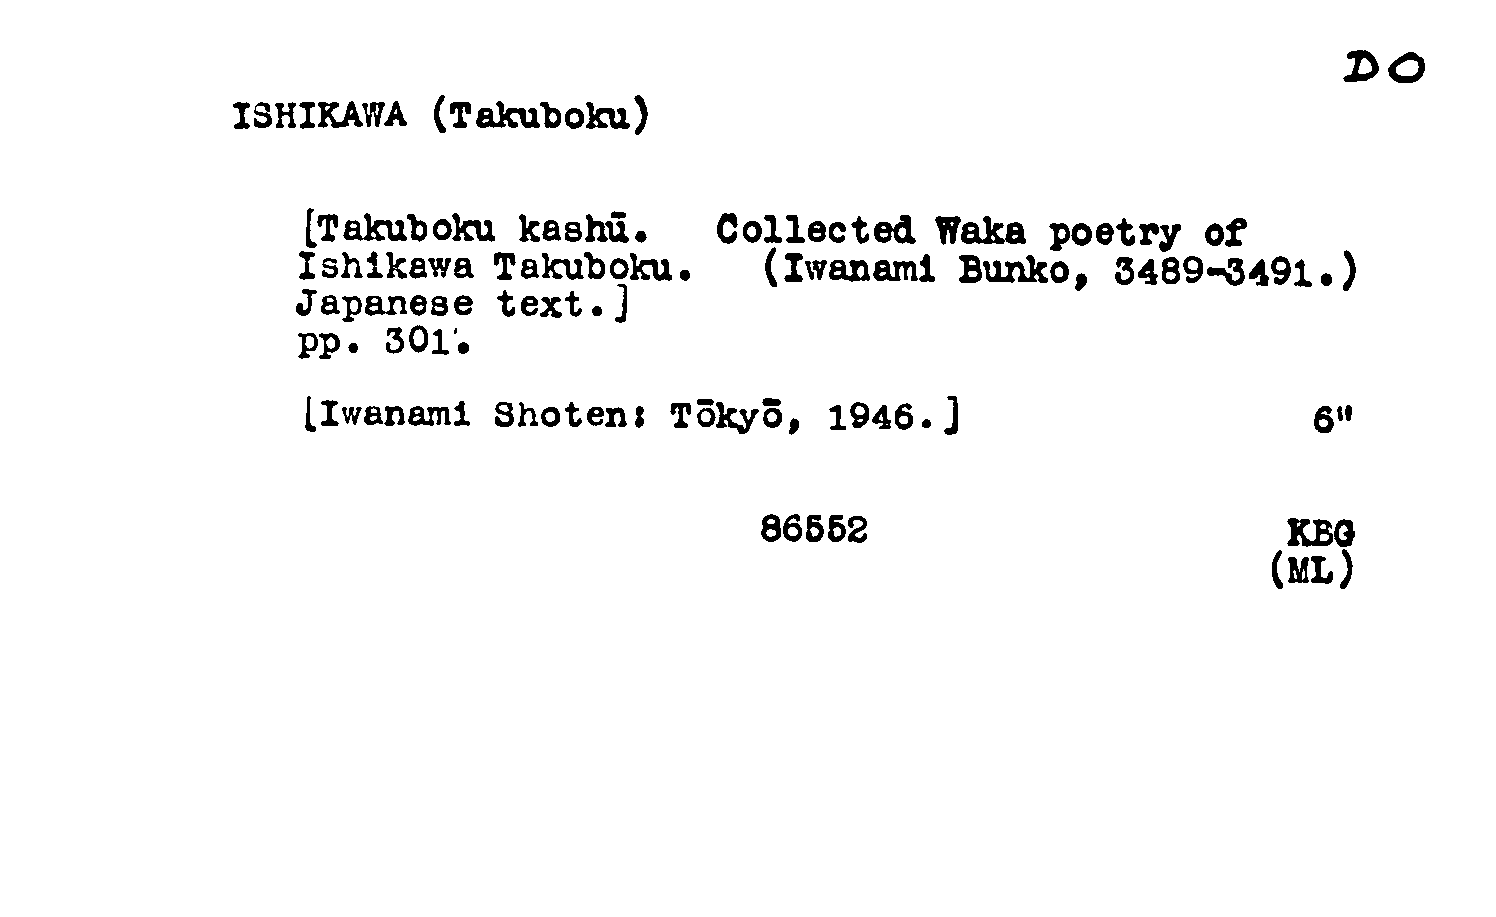 DO
ISHIKAWA (Takuboku)
[Takuboku kashū. Collected Waka poetry of
Ishikawa Takuboku. (Iwanami Bunko, 3489-3491.)
Japanese text.]
pp. 301.
[Iwanami Shoten: Tōkyō, 1946.] 6"
86552 KBG
(ML)